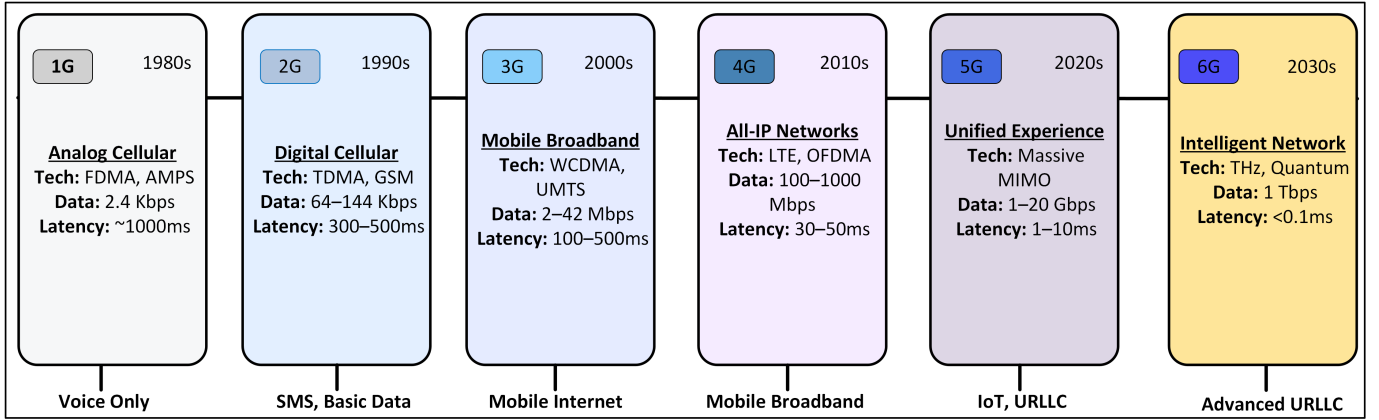 1G 1980s
Analog Cellular
Tech: FDMA, AMPS
Data: 2.4 Kbps
Latency: ~1000ms
Voice Only
2G 1990s
Digital Cellular
Tech: TDMA, GSM
Data: 64–144 Kbps
Latency: 300–500ms
SMS, Basic Data
3G 2000s
Mobile Broadband
Tech: WCDMA,
UMTS
Data: 2–42 Mbps
Latency: 100–500ms
Mobile Internet
4G 2010s
All-IP Networks
Tech: LTE, OFDMA
Data: 100–1000
Mbps
Latency: 30–50ms
Mobile Broadband
5G 2020s
Unified Experience
Tech: Massive
MIMO
Data: 1–20 Gbps
Latency: 1–10ms
IoT, URLLC
6G 2030s
Intelligent Network
Tech: THz, Quantum
Data: 1 Tbps
Latency: <0.1ms
Advanced URLLC